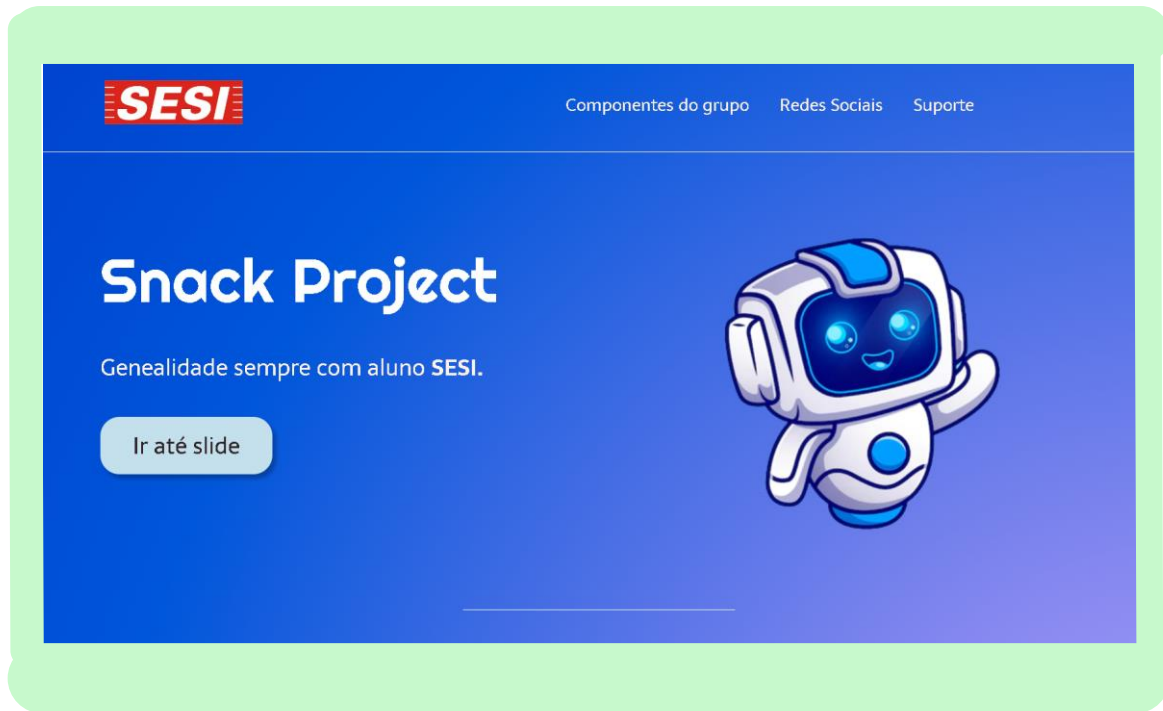 SESI
Componentes do grupo Redes Sociais Suporte
Snack Project
Genealidade sempre com aluno SESI.
Ir até slide